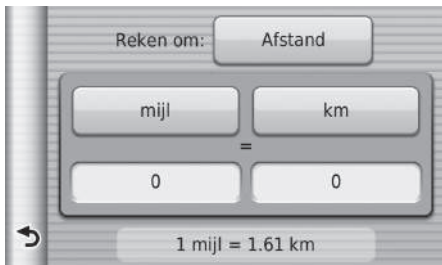 Reken om: Afstand
mijl km
=
0 0
1 mijl = 1.61 km